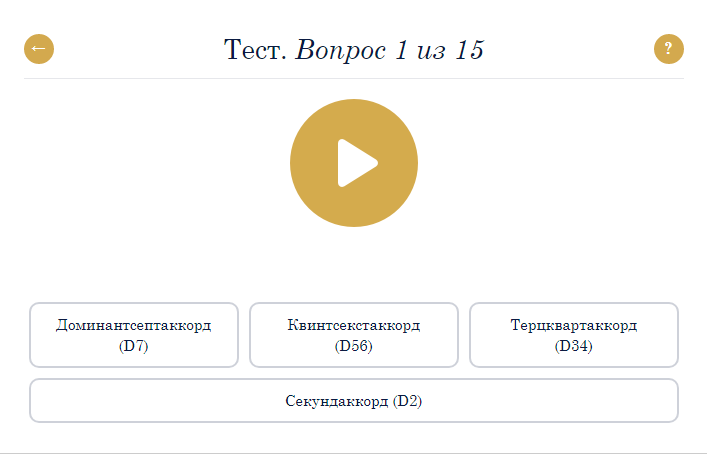 ←
Тест. Вопрос 1 из 15
?
Доминантсептаккорд
(D7)
Квинтсекстаккорд
(D56)
Терцквартаккорд
(D34)
Секундаккорд (D2)